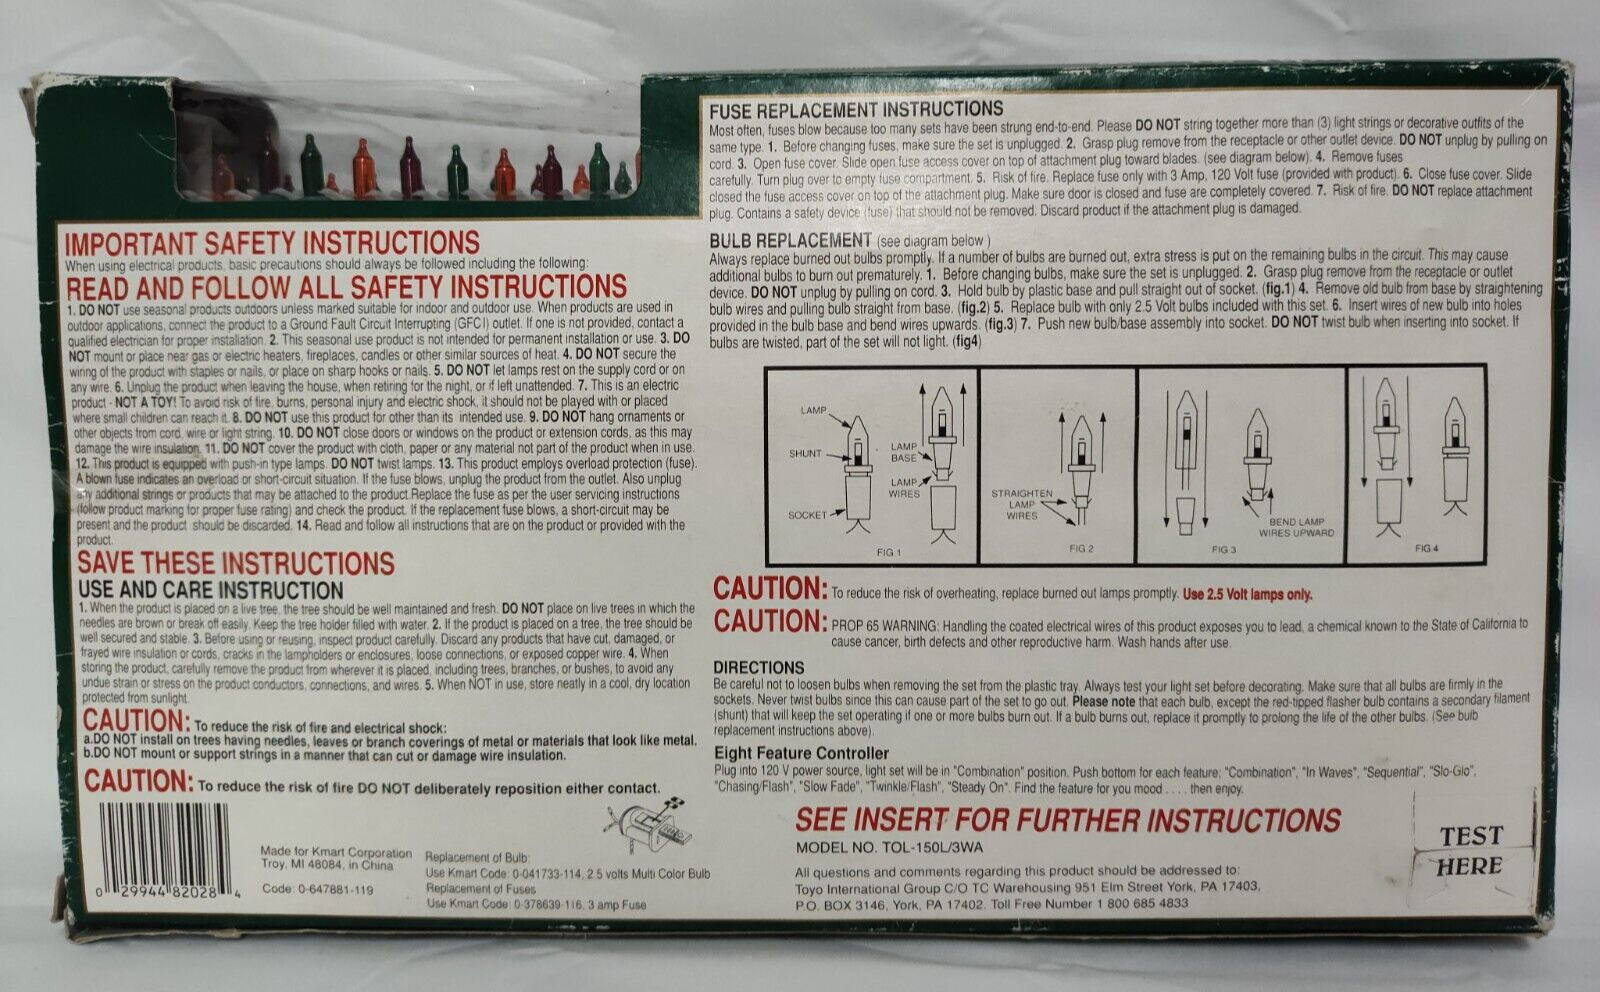 IMPORTANT SAFETY INSTRUCTIONS
When using electrical products, basic precautions should always be followed including the following:
READ AND FOLLOW ALL SAFETY INSTRUCTIONS
1. DO NOT use seasonal products outdoors unless marked suitable for indoor and outdoor use. When products are used in
outdoor applications, connect the product to a Ground Fault Circuit Interrupting (GFCI) outlet. If one is not provided, contact a
qualified electrician for proper installation. 2. This seasonal use product is not intended for permanent installation or use. 3. DO
NOT mount or place near gas or electric heaters, fireplaces, candles or other similar sources of heat. 4. DO NOT secure the
wiring of the product with staples or nails, or place on sharp hooks or nails. 5. DO NOT let lamps rest on the supply cord or on
any wire. 6. Unplug the product when leaving the house, when retiring for the night, or if left unattended. 7. This is an electric
product - NOT A TOY! To avoid risk of fire, burns, personal injury and electric shock, it should not be played with or placed
where small children can reach it. 8. DO NOT use this product for other than its intended use. 9. DO NOT hang ornaments or
other objects from cord, wire or light string. 10. DO NOT close doors or windows on the product or extension cords, as this may
damage the wire insulation. 11. DO NOT cover the product with cloth, paper or any material not part of the product when in use.
12. This product is equipped with push-in type lamps. DO NOT twist lamps. 13. This product employs overload protection (fuse).
A blown fuse indicates an overload or short-circuit situation. If the fuse blows, unplug the product from the outlet. Also unplug
any additional strings or products that may be attached to the product.Replace the fuse as per the user servicing instructions
(follow product marking for proper fuse rating) and check the product. If the replacement fuse blows, a short-circuit may be
present and the product should be discarded. 14. Read and follow all instructions that are on the product or provided with the
product.
SAVE THESE INSTRUCTIONS
USE AND CARE INSTRUCTION
1. When the product is placed on a live tree, the tree should be well maintained and fresh. DO NOT place on live trees in which the
needles are brown or break off easily. Keep the tree holder filled with water. 2. If the product is placed on a tree, the tree should be
well secured and stable. 3. Before using or reusing, inspect product carefully. Discard any products that have cut, damaged, or
frayed wire insulation or cords, cracks in the lampholders or enclosures, loose connections, or exposed copper wire. 4. When
storing the product, carefully remove the product from wherever it is placed, including trees, branches, or bushes, to avoid any
undue strain or stress on the product conductors, connections, and wires. 5. When NOT in use, store neatly in a cool, dry location
protected from sunlight.
CAUTION: To reduce the risk of fire and electrical shock:
a.DO NOT install on trees having needles, leaves or branch coverings of metal or materials that look like metal.
b.DO NOT mount or support strings in a manner that can cut or damage wire insulation.
CAUTION: To reduce the risk of fire DO NOT deliberately reposition either contact.
0 29944 82028 4
Made for Kmart Corporation
Troy, MI 48084, in China
Code: 0-647881-119
Replacement of Bulb:
Use Kmart Code: 0-041733-114, 2.5 volts Multi Color Bulb
Replacement of Fuses
Use Kmart Code: 0-378639-116, 3 amp Fuse
FUSE REPLACEMENT INSTRUCTIONS
Most often, fuses blow because too many sets have been strung end-to-end. Please DO NOT string together more than (3) light strings or decorative outfits of the
same type. 1. Before changing fuses, make sure the set is unplugged. 2. Grasp plug remove from the receptacle or other outlet device. DO NOT unplug by pulling on
cord. 3. Open fuse cover. Slide open fuse access cover on top of attachment plug toward blades. (see diagram below). 4. Remove fuses
carefully. Turn plug over to empty fuse compartment. 5. Risk of fire. Replace fuse only with 3 Amp, 120 Volt fuse (provided with product). 6. Close fuse cover. Slide
closed the fuse access cover on top of the attachment plug. Make sure door is closed and fuse are completely covered. 7. Risk of fire. DO NOT replace attachment
plug. Contains a safety device (fuse) that should not be removed. Discard product if the attachment plug is damaged.
BULB REPLACEMENT (see diagram below )
Always replace burned out bulbs promptly. If a number of bulbs are burned out, extra stress is put on the remaining bulbs in the circuit. This may cause
additional bulbs to burn out prematurely. 1. Before changing bulbs, make sure the set is unplugged. 2. Grasp plug remove from the receptacle or outlet
device. DO NOT unplug by pulling on cord. 3. Hold bulb by plastic base and pull straight out of socket. (fig.1) 4. Remove old bulb from base by straightening
bulb wires and pulling bulb straight from base. (fig.2) 5. Replace bulb with only 2.5 Volt bulbs included with this set. 6. Insert wires of new bulb into holes
provided in the bulb base and bend wires upwards. (fig.3) 7. Push new bulb/base assembly into socket. DO NOT twist bulb when inserting into socket. If
bulbs are twisted, part of the set will not light. (fig4)
LAMP
SHUNT
SOCKET
LAMP
BASE
LAMP
WIRES
FIG 1
STRAIGHTEN
LAMP
WIRES
FIG 2
BEND LAMP
WIRES UPWARD
FIG 3
FIG 4
CAUTION: To reduce the risk of overheating, replace burned out lamps promptly. Use 2.5 Volt lamps only.
CAUTION: PROP 65 WARNING: Handling the coated electrical wires of this product exposes you to lead, a chemical known to the State of California to
cause cancer, birth defects and other reproductive harm. Wash hands after use.
DIRECTIONS
Be careful not to loosen bulbs when removing the set from the plastic tray. Always test your light set before decorating. Make sure that all bulbs are firmly in the
sockets. Never twist bulbs since this can cause part of the set to go out. Please note that each bulb, except the red-tipped flasher bulb contains a secondary filament
(shunt) that will keep the set operating if one or more bulbs burn out. If a bulb burns out, replace it promptly to prolong the life of the other bulbs. (See bulb
replacement instructions above).
Eight Feature Controller
Plug into 120 V power source, light set will be in "Combination" position. Push bottom for each feature: "Combination", "In Waves", "Sequential", "Slo-Glo",
"Chasing/Flash", "Slow Fade", "Twinkle/Flash", "Steady On". Find the feature for you mood . . . . then enjoy.
SEE INSERT FOR FURTHER INSTRUCTIONS
MODEL NO. TOL-150L/3WA
All questions and comments regarding this product should be addressed to:
Toyo International Group C/O TC Warehousing 951 Elm Street York, PA 17403,
P.O. BOX 3146, York, PA 17402. Toll Free Number 1 800 685 4833
TEST
HERE